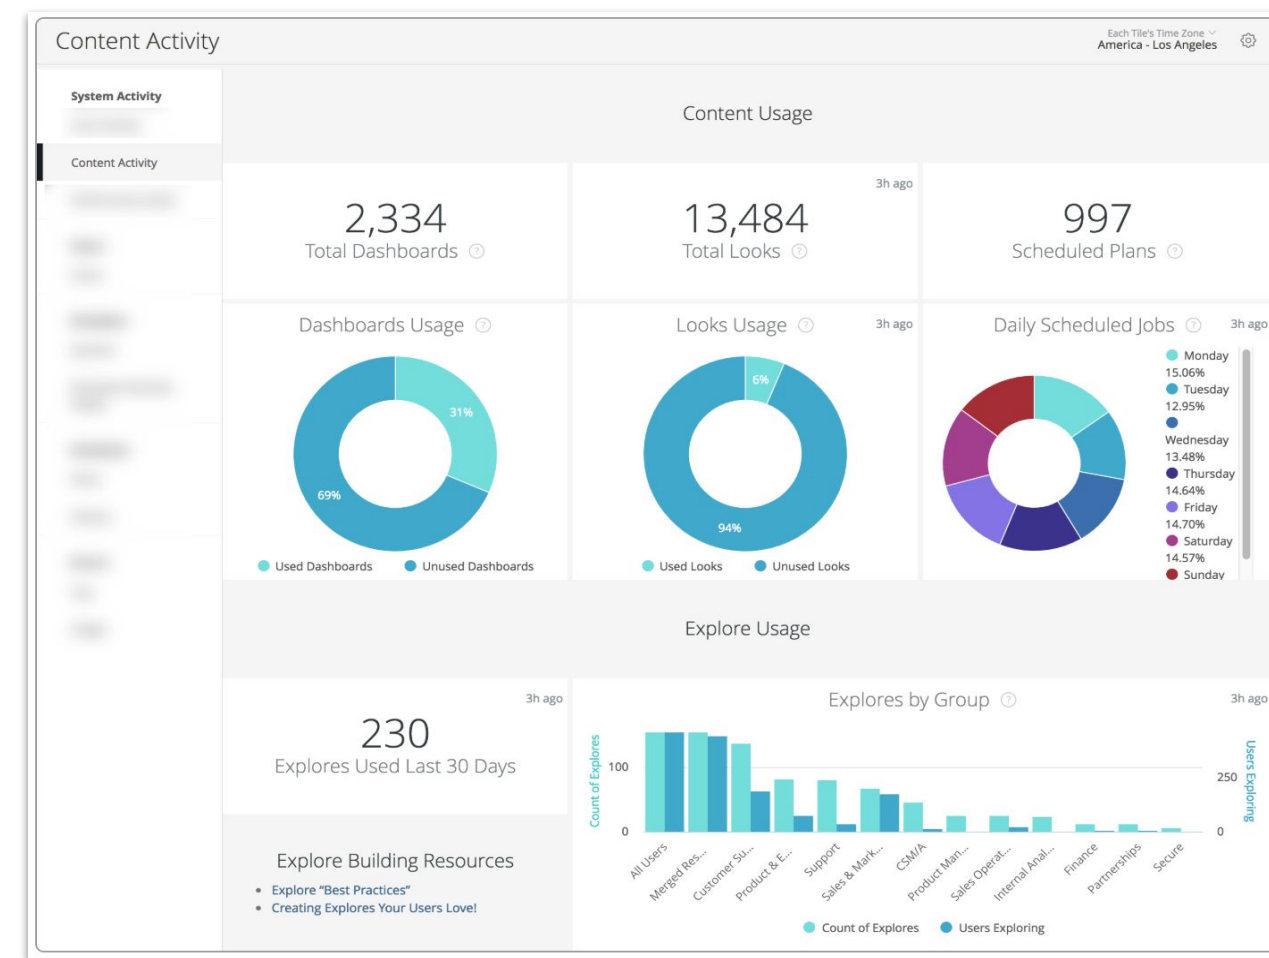 Content Activity
Each Tile's Time Zone
America - Los Angeles
System Activity
Content Activity
Content Usage
2,334
Total Dashboards ?
3h ago
13,484
Total Looks ?
997
Scheduled Plans ?
Dashboards Usage ?
31%
69%
Used Dashboards Unused Dashboards
Looks Usage ? 3h ago
6%
94%
Used Looks Unused Looks
Daily Scheduled Jobs ? 3h ago
Monday
15.06%
Tuesday
12.95%
Wednesday
13.48%
Thursday
14.64%
Friday
14.70%
Saturday
14.57%
Sunday
Explore Usage
3h ago
230
Explores Used Last 30 Days
Explore Building Resources
Explore “Best Practices”
Creating Explores Your Users Love!
Explores by Group ? 3h ago
Count of Explores
100
0
Users Exploring
250
0
All Users
Merged Res...
Customer Su...
Product & E...
Support
Sales & Mark...
CSM/A
Product Man...
Sales Operat...
Internal Anal...
Finance
Partnerships
Secure
Count of Explores Users Exploring